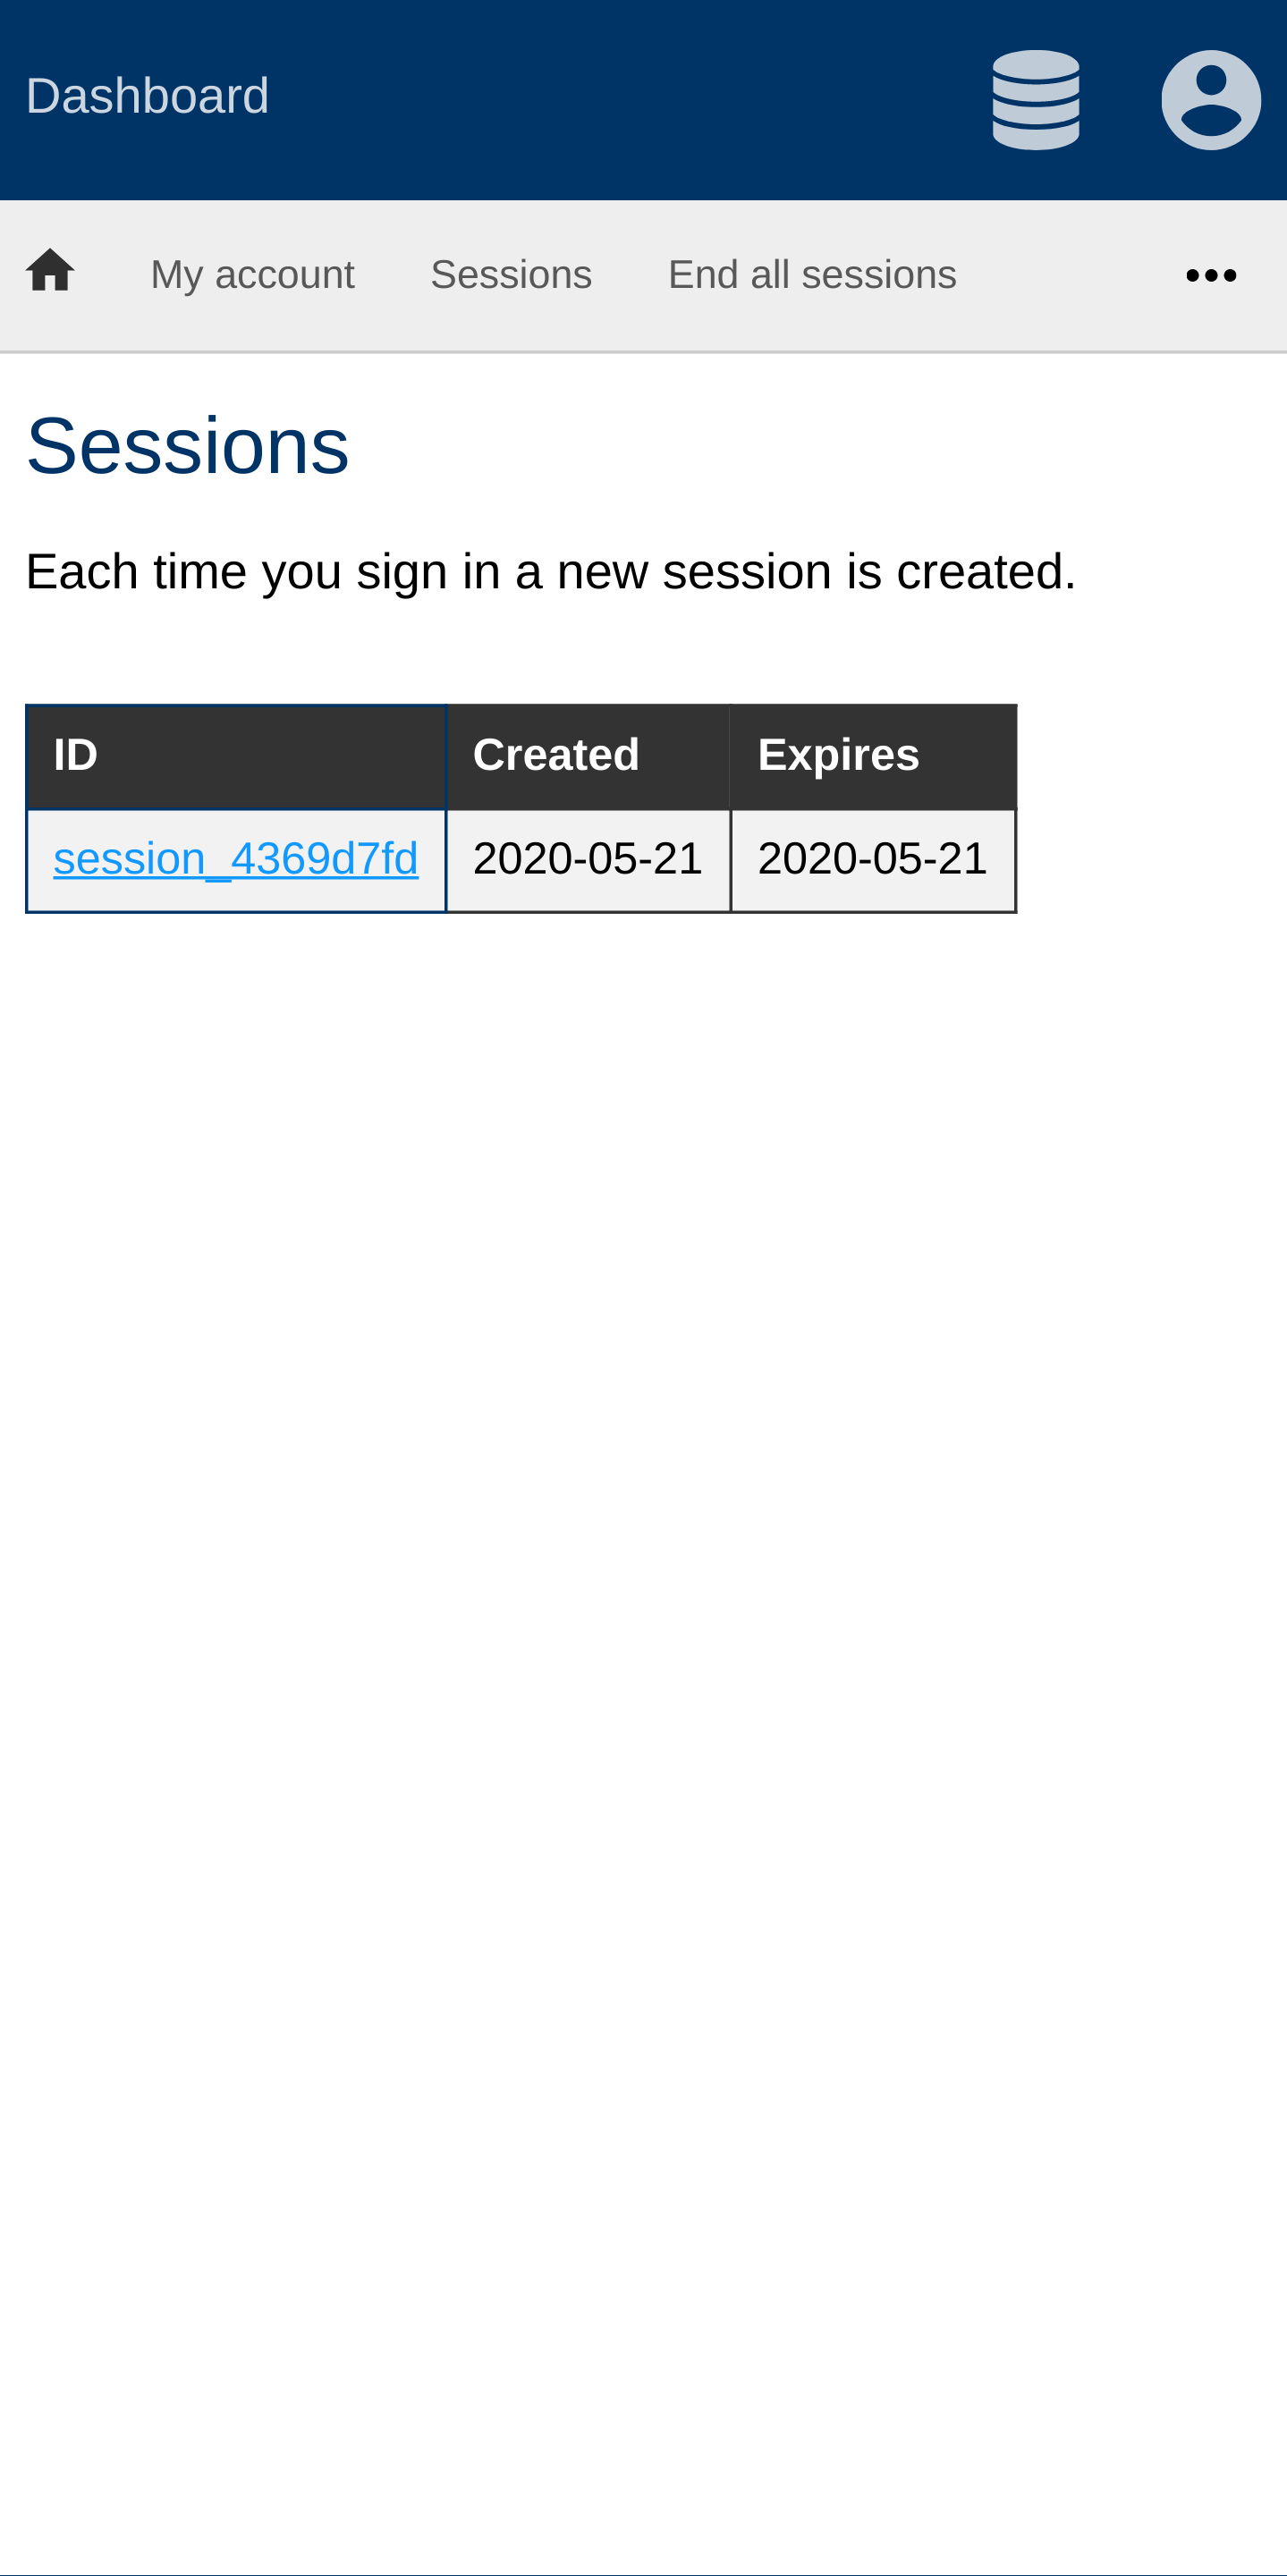 Dashboard
My account Sessions End all sessions
Sessions
Each time you sign in a new session is created.
ID Created Expires
session_4369d7fd 2020-05-21 2020-05-21